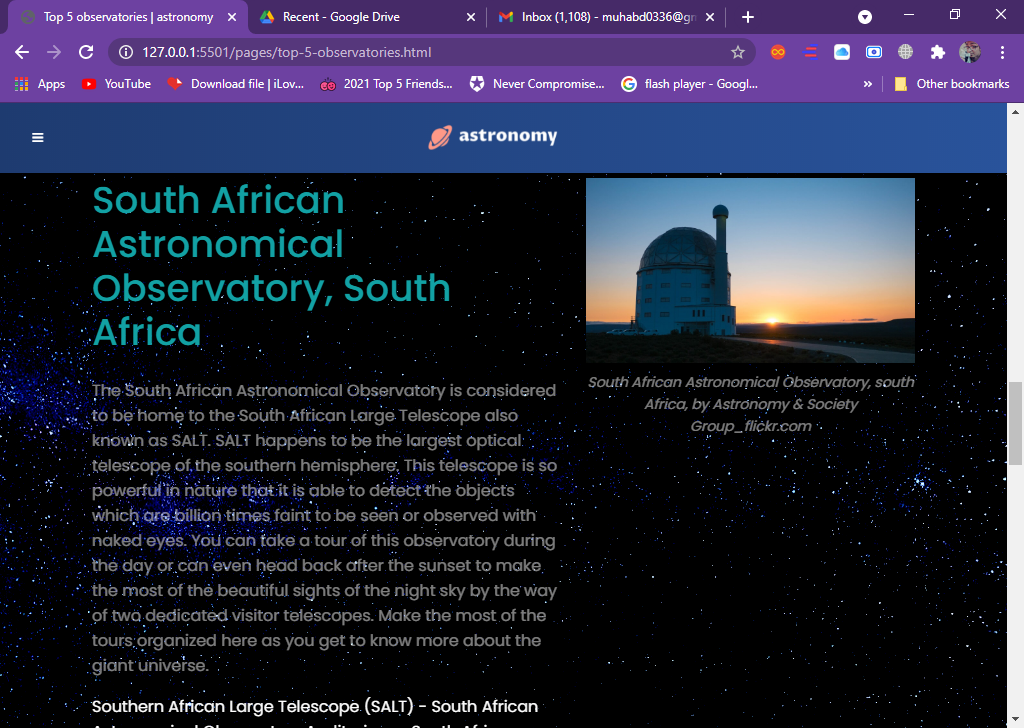 Top 5 observatories | astronomy
Recent - Google Drive
Inbox (1,108) - muhabd0336@gm
127.0.0.1:5501/pages/top-5-observatories.html
Apps
YouTube
Download file | iLov...
2021 Top 5 Friends...
Never Compromise...
flash player - Googl...
»
Other bookmarks
astronomy
South African
Astronomical
Observatory, South
Africa
The South African Astronomical Observatory is considered
to be home to the South African Large Telescope also
known as SALT. SALT happens to be the largest optical
telescope of the southern hemisphere. This telescope is so
powerful in nature that it is able to detect the objects
which are billion times faint to be seen or observed with
naked eyes. You can take a tour of this observatory during
the day or can even head back after the sunset to make
the most of the beautiful sights of the night sky by the way
of two dedicated visitor telescopes. Make the most of the
tours organized here as you get to know more about the
giant universe.
Southern African Large Telescope (SALT) - South African
South African Astronomical Observatory, south
Africa, by Astronomy & Society
Group_flickr.com